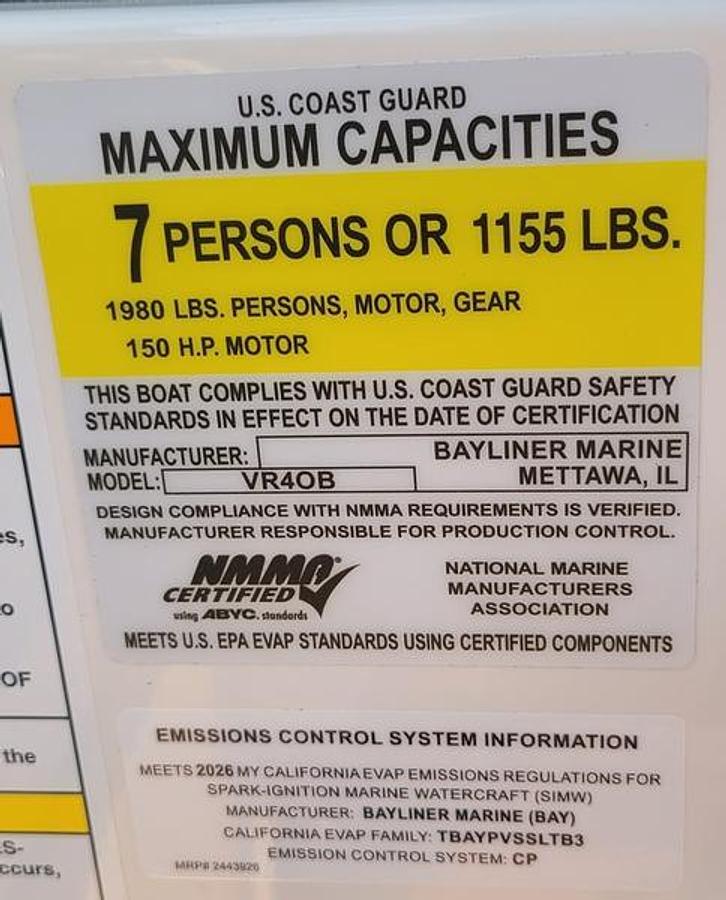 U.S. COAST GUARD
MAXIMUM CAPACITIES
7 PERSONS OR 1155 LBS.
1980 LBS. PERSONS, MOTOR, GEAR
150 H.P. MOTOR
THIS BOAT COMPLIES WITH U.S. COAST GUARD SAFETY
STANDARDS IN EFFECT ON THE DATE OF CERTIFICATION
MANUFACTURER: BAYLINER MARINE
MODEL: VR4OB METTAWA, IL
DESIGN COMPLIANCE WITH NMMA REQUIREMENTS IS VERIFIED.
MANUFACTURER RESPONSIBLE FOR PRODUCTION CONTROL.
NMMA®
CERTIFIED
using ABYC. standards
NATIONAL MARINE
MANUFACTURERS
ASSOCIATION
MEETS U.S. EPA EVAP STANDARDS USING CERTIFIED COMPONENTS
EMISSIONS CONTROL SYSTEM INFORMATION
MEETS 2026 MY CALIFORNIA EVAP EMISSIONS REGULATIONS FOR
SPARK-IGNITION MARINE WATERCRAFT (SIMW)
MANUFACTURER: BAYLINER MARINE (BAY)
CALIFORNIA EVAP FAMILY: TBAYPVSSLTB3
EMISSION CONTROL SYSTEM: CP
MRP# 2443926
OF
the